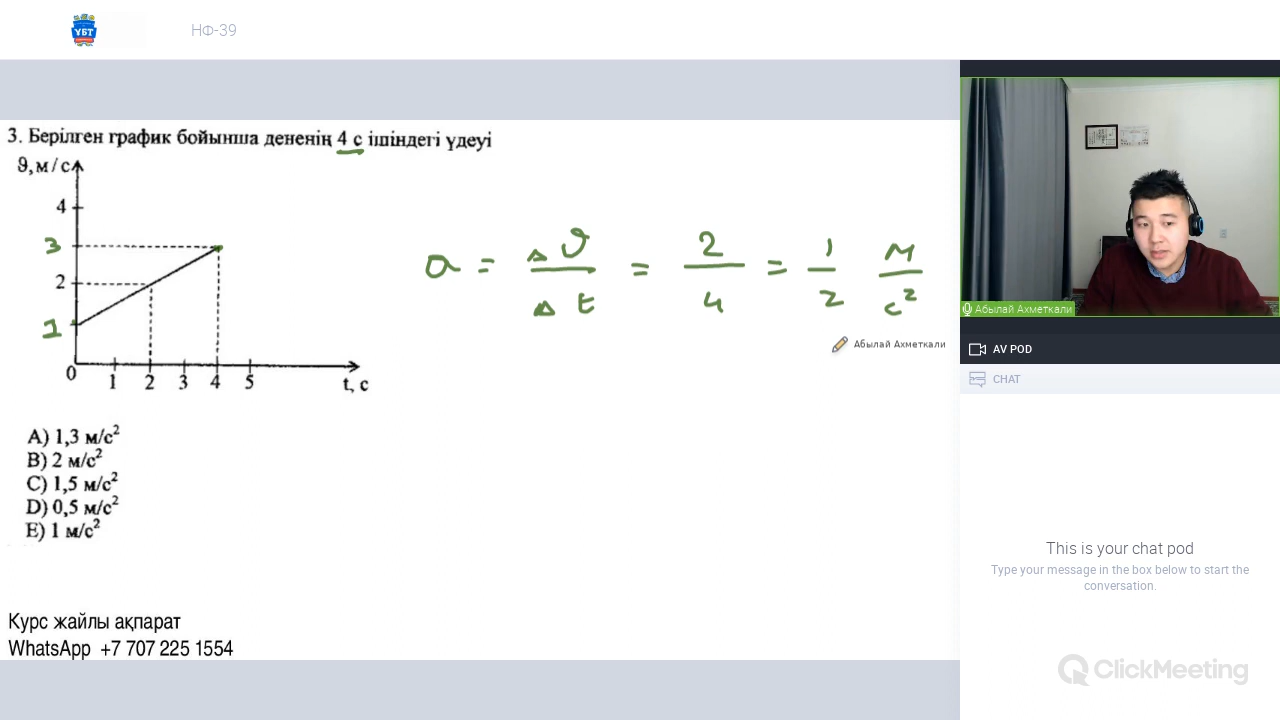 ҰБТ
НФ-39
3. Берілген график бойынша дененің 4 с ішіндегі үдеуі
ϑ, м / с
4
3
2
1
0 1 2 3 4 5
t, с
a = Δϑ / Δt = 2 / 4 = 1 / 2 м / с²
Абылай Ахметкали
A) 1,3 м/с²
B) 2 м/с²
C) 1,5 м/с²
D) 0,5 м/с²
E) 1 м/с²
Курс жайлы ақпарат
WhatsApp +7 707 225 1554
Абылай Ахметкали
AV POD
CHAT
This is your chat pod
Type your message in the box below to start the
conversation.
ClickMeeting